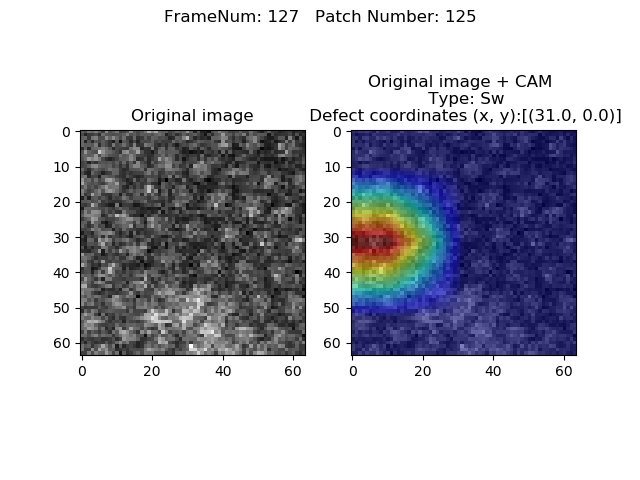 FrameNum: 127   Patch Number: 125
Original image
Original image + CAM
Type: Sw
Defect coordinates (x, y):[(31.0, 0.0)]
0
10
20
30
40
50
60
0 20 40 60
0
10
20
30
40
50
60
0 20 40 60